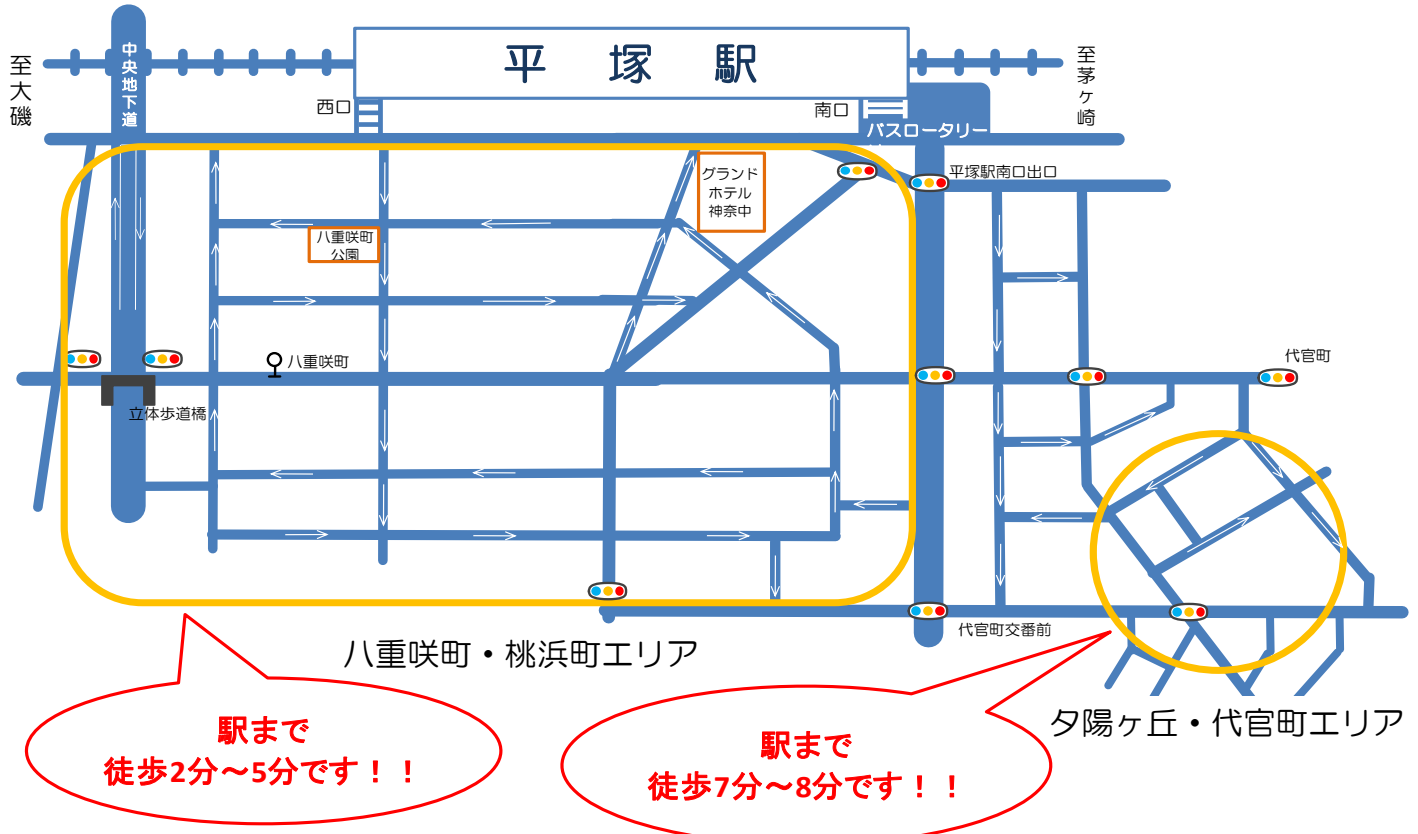 平塚駅
至大磯
中央地下道
至茅ヶ崎
西口
南口
バスロータリー
平塚駅南口出口
グランド
ホテル
神奈中
八重咲町
公園
八重咲町
代官町
立体歩道橋
代官町交番前
八重咲町・桃浜町エリア
夕陽ヶ丘・代官町エリア
駅まで
徒歩2分～5分です！！
駅まで
徒歩7分～8分です！！